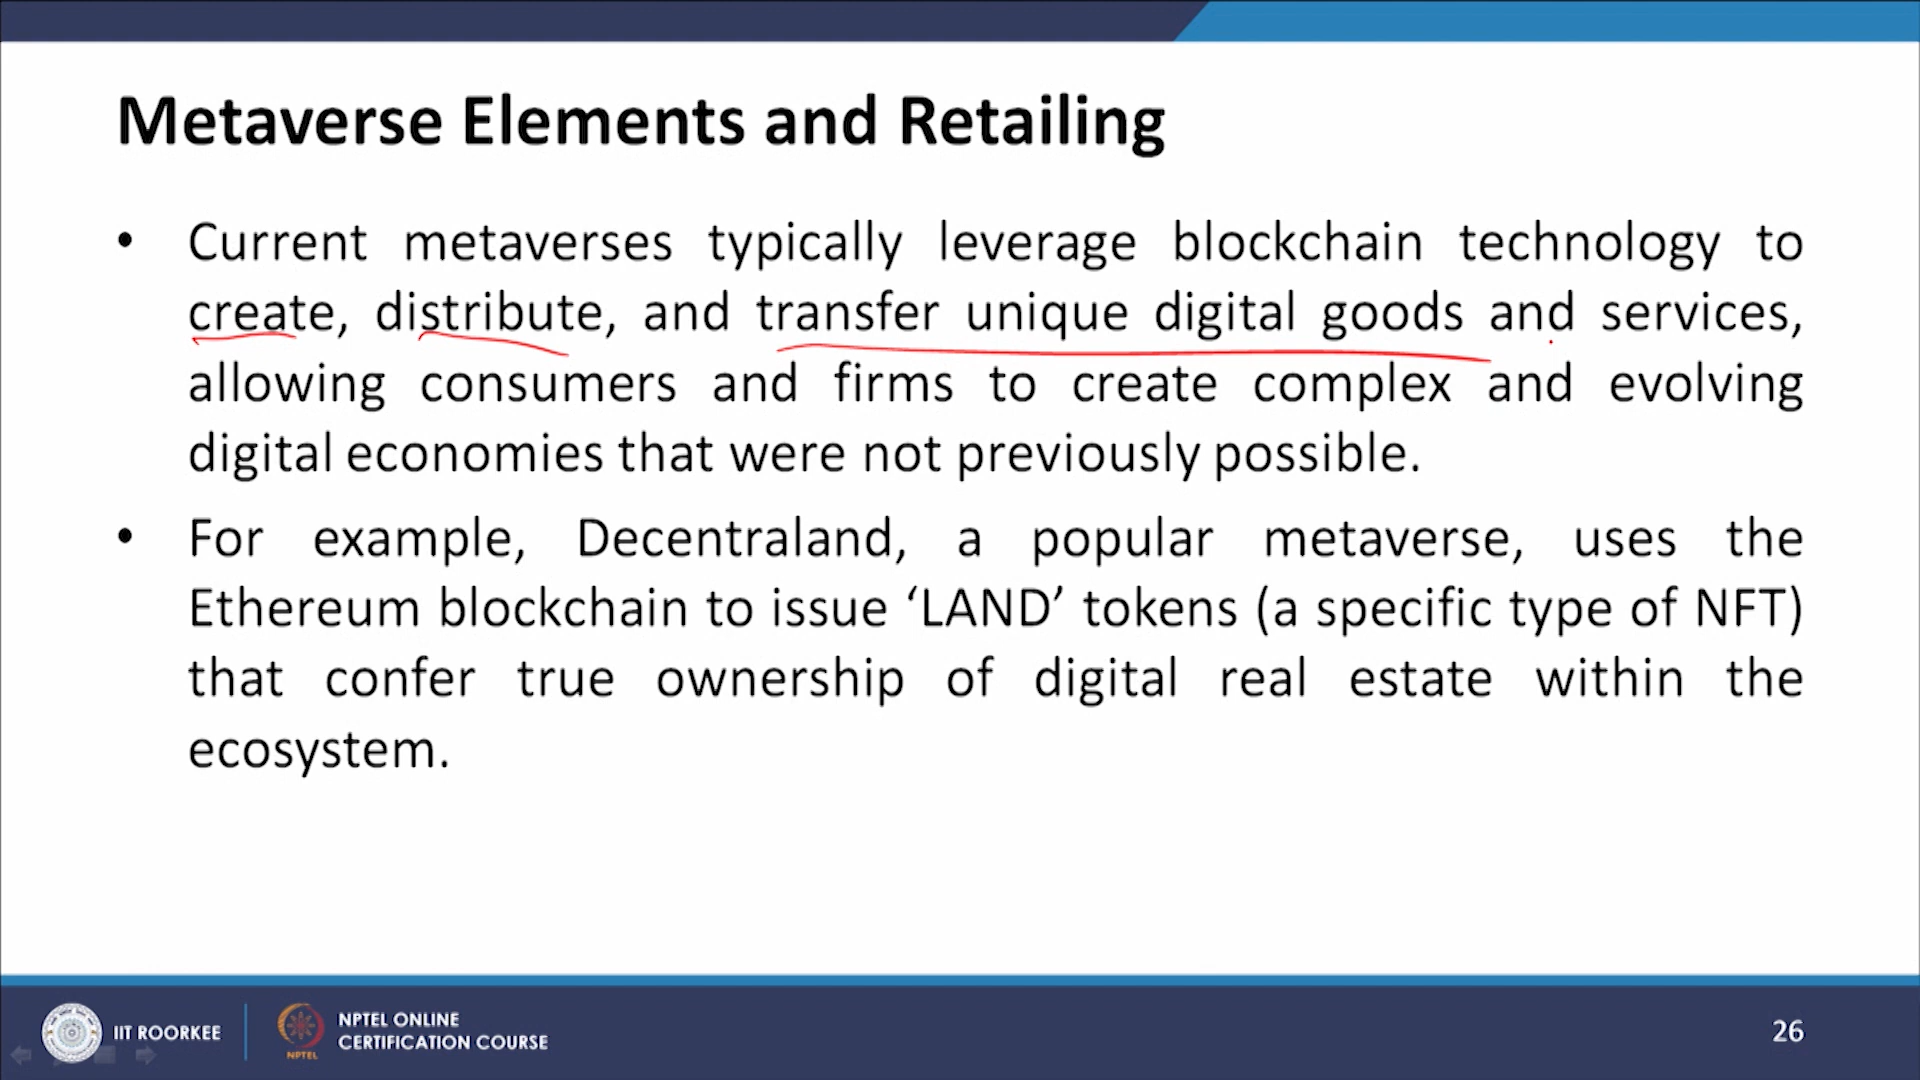 Metaverse Elements and Retailing
• Current metaverses typically leverage blockchain technology to
create, distribute, and transfer unique digital goods and services,
allowing consumers and firms to create complex and evolving
digital economies that were not previously possible.
• For example, Decentraland, a popular metaverse, uses the
Ethereum blockchain to issue ‘LAND’ tokens (a specific type of NFT)
that confer true ownership of digital real estate within the
ecosystem.
IIT ROORKEE
NPTEL
NPTEL ONLINE
CERTIFICATION COURSE
26